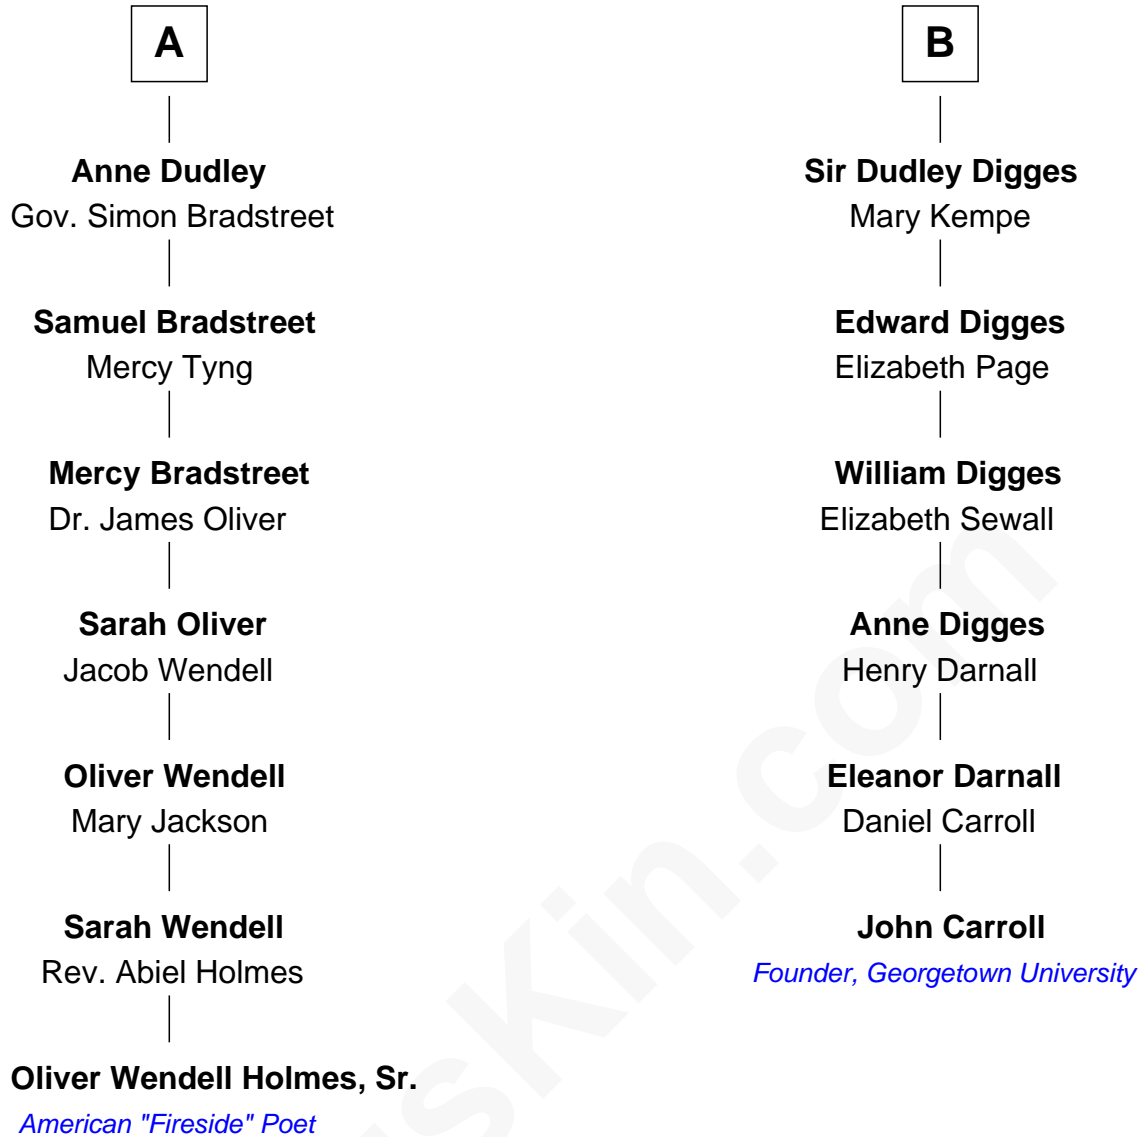 A
Anne Dudley
Gov. Simon Bradstreet
Samuel Bradstreet
Mercy Tyng
Mercy Bradstreet
Dr. James Oliver
Sarah Oliver
Jacob Wendell
Oliver Wendell
Mary Jackson
Sarah Wendell
Rev. Abiel Holmes
Oliver Wendell Holmes, Sr.
American "Fireside" Poet
B
Sir Dudley Digges
Mary Kempe
Edward Digges
Elizabeth Page
William Digges
Elizabeth Sewall
Anne Digges
Henry Darnall
Eleanor Darnall
Daniel Carroll
John Carroll
Founder, Georgetown University
sKin.com